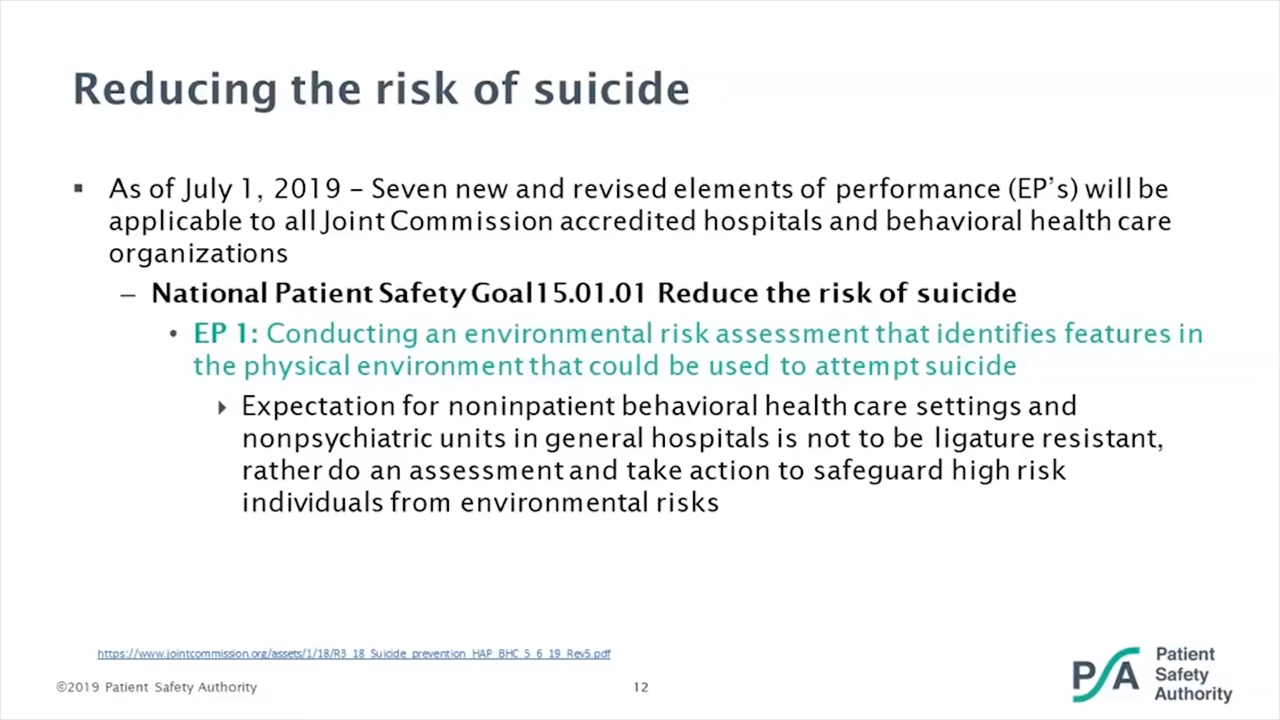 Reducing the risk of suicide
▪ As of July 1, 2019 – Seven new and revised elements of performance (EP's) will be
applicable to all Joint Commission accredited hospitals and behavioral health care
organizations
– National Patient Safety Goal15.01.01 Reduce the risk of suicide
• EP 1: Conducting an environmental risk assessment that identifies features in
the physical environment that could be used to attempt suicide
Expectation for noninpatient behavioral health care settings and
nonpsychiatric units in general hospitals is not to be ligature resistant,
rather do an assessment and take action to safeguard high risk
individuals from environmental risks
https://www.jointcommission.org/assets/1/18/R3_18_Suicide_prevention_HAP_BHC_5_6_19_Rev5.pdf
©2019 Patient Safety Authority
12
PSA
Patient
Safety
Authority